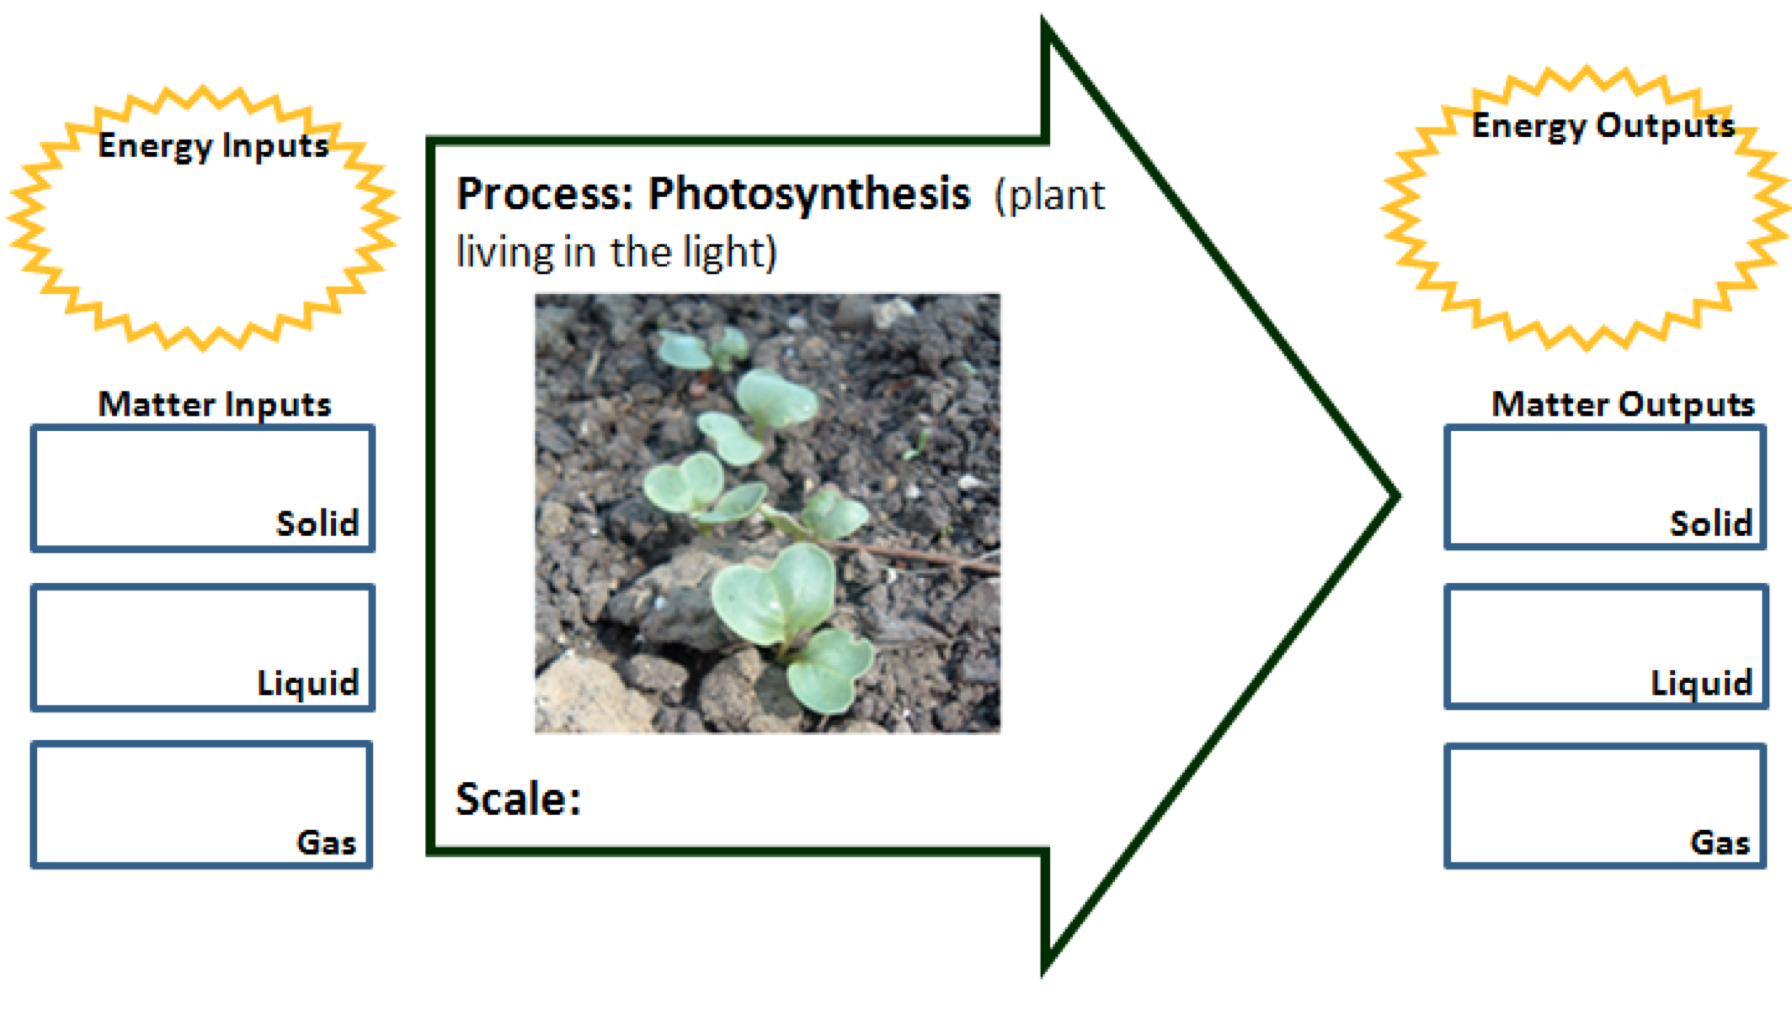 Energy Inputs
Matter Inputs
Solid
Liquid
Gas
Process: Photosynthesis (plant
living in the light)
Scale:
Energy Outputs
Matter Outputs
Solid
Liquid
Gas